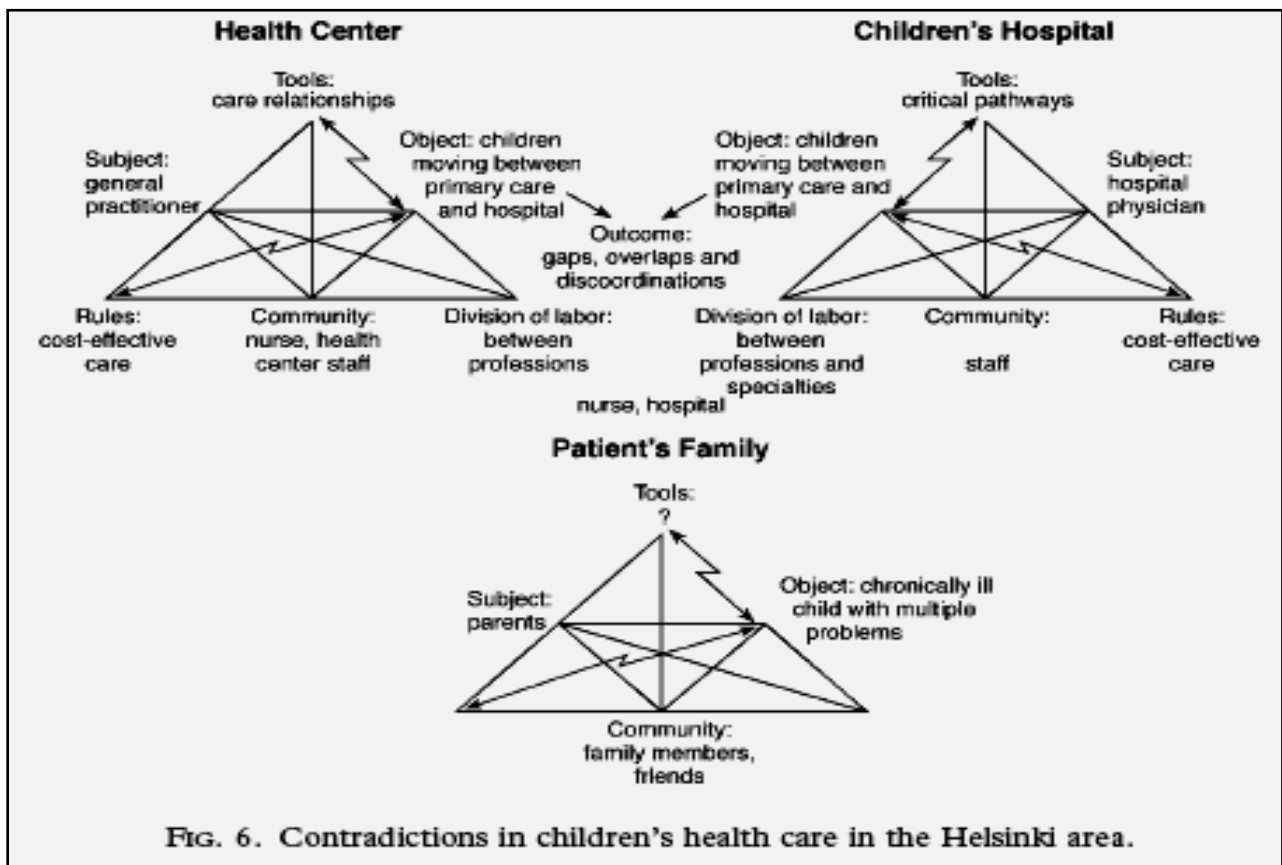 Health Center
Tools:
care relationships
Subject:
general
practitioner
Object: children
moving between
primary care
and hospital
Rules:
cost-effective
care
Community:
nurse, health
center staff
Division of labor:
between
professions
Outcome:
gaps, overlaps and
discoordinations
Children's Hospital
Tools:
critical pathways
Object: children
moving between
primary care and
hospital
Subject:
hospital
physician
Division of labor:
between
professions and
specialties
Community:
staff
Rules:
cost-effective
care
nurse, hospital
Patient's Family
Tools:
?
Subject:
parents
Object: chronically ill
child with multiple
problems
Community:
family members,
friends
FIG. 6. Contradictions in children's health care in the Helsinki area.